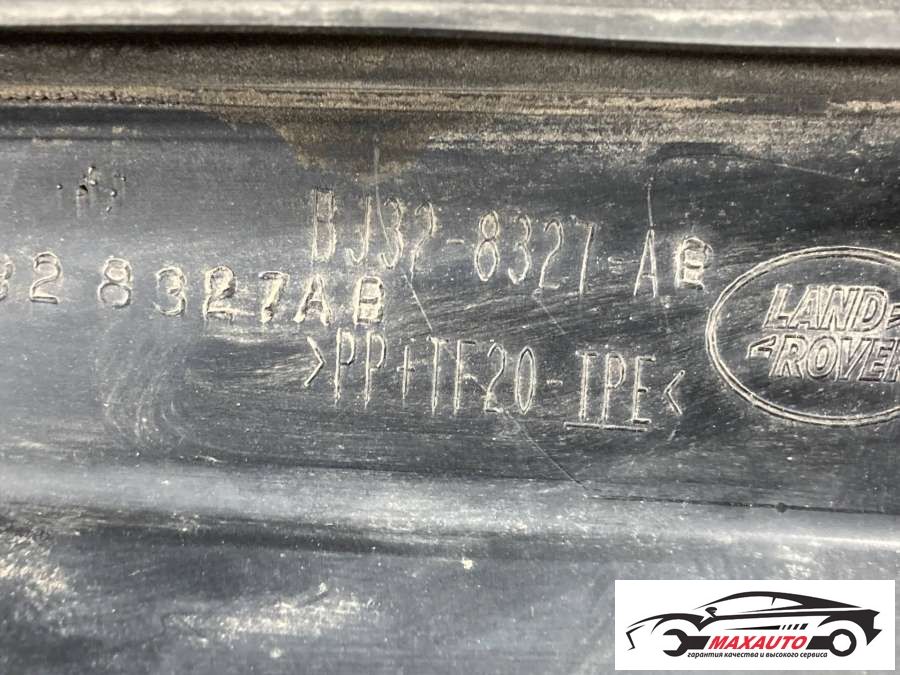 BJ32-8327-AB
32 8327AB
>PP+TF20-TPE<
LAND
ROVER
MAXAUTO
гарантия качества и высокого сервиса